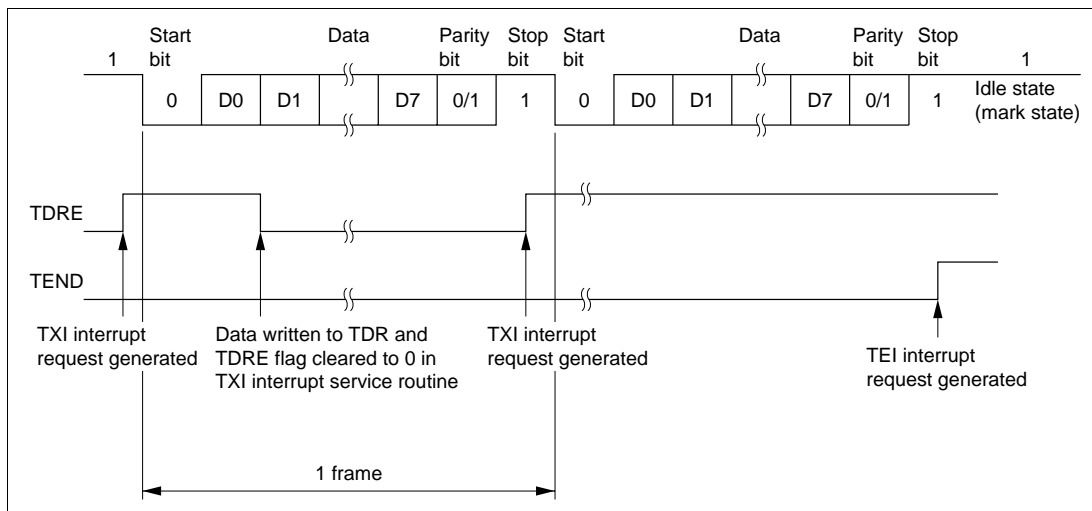 Start bit Data Parity bit Stop bit Start bit Data Parity bit Stop bit
1 1
0 D0 D1 D7 0/1 1 0 D0 D1 D7 0/1 1 Idle state (mark state)
TDRE
TEND
TXI interrupt
request generated
Data written to TDR and
TDRE flag cleared to 0 in
TXI interrupt service routine
TXI interrupt
request generated
TEI interrupt
request generated
1 frame